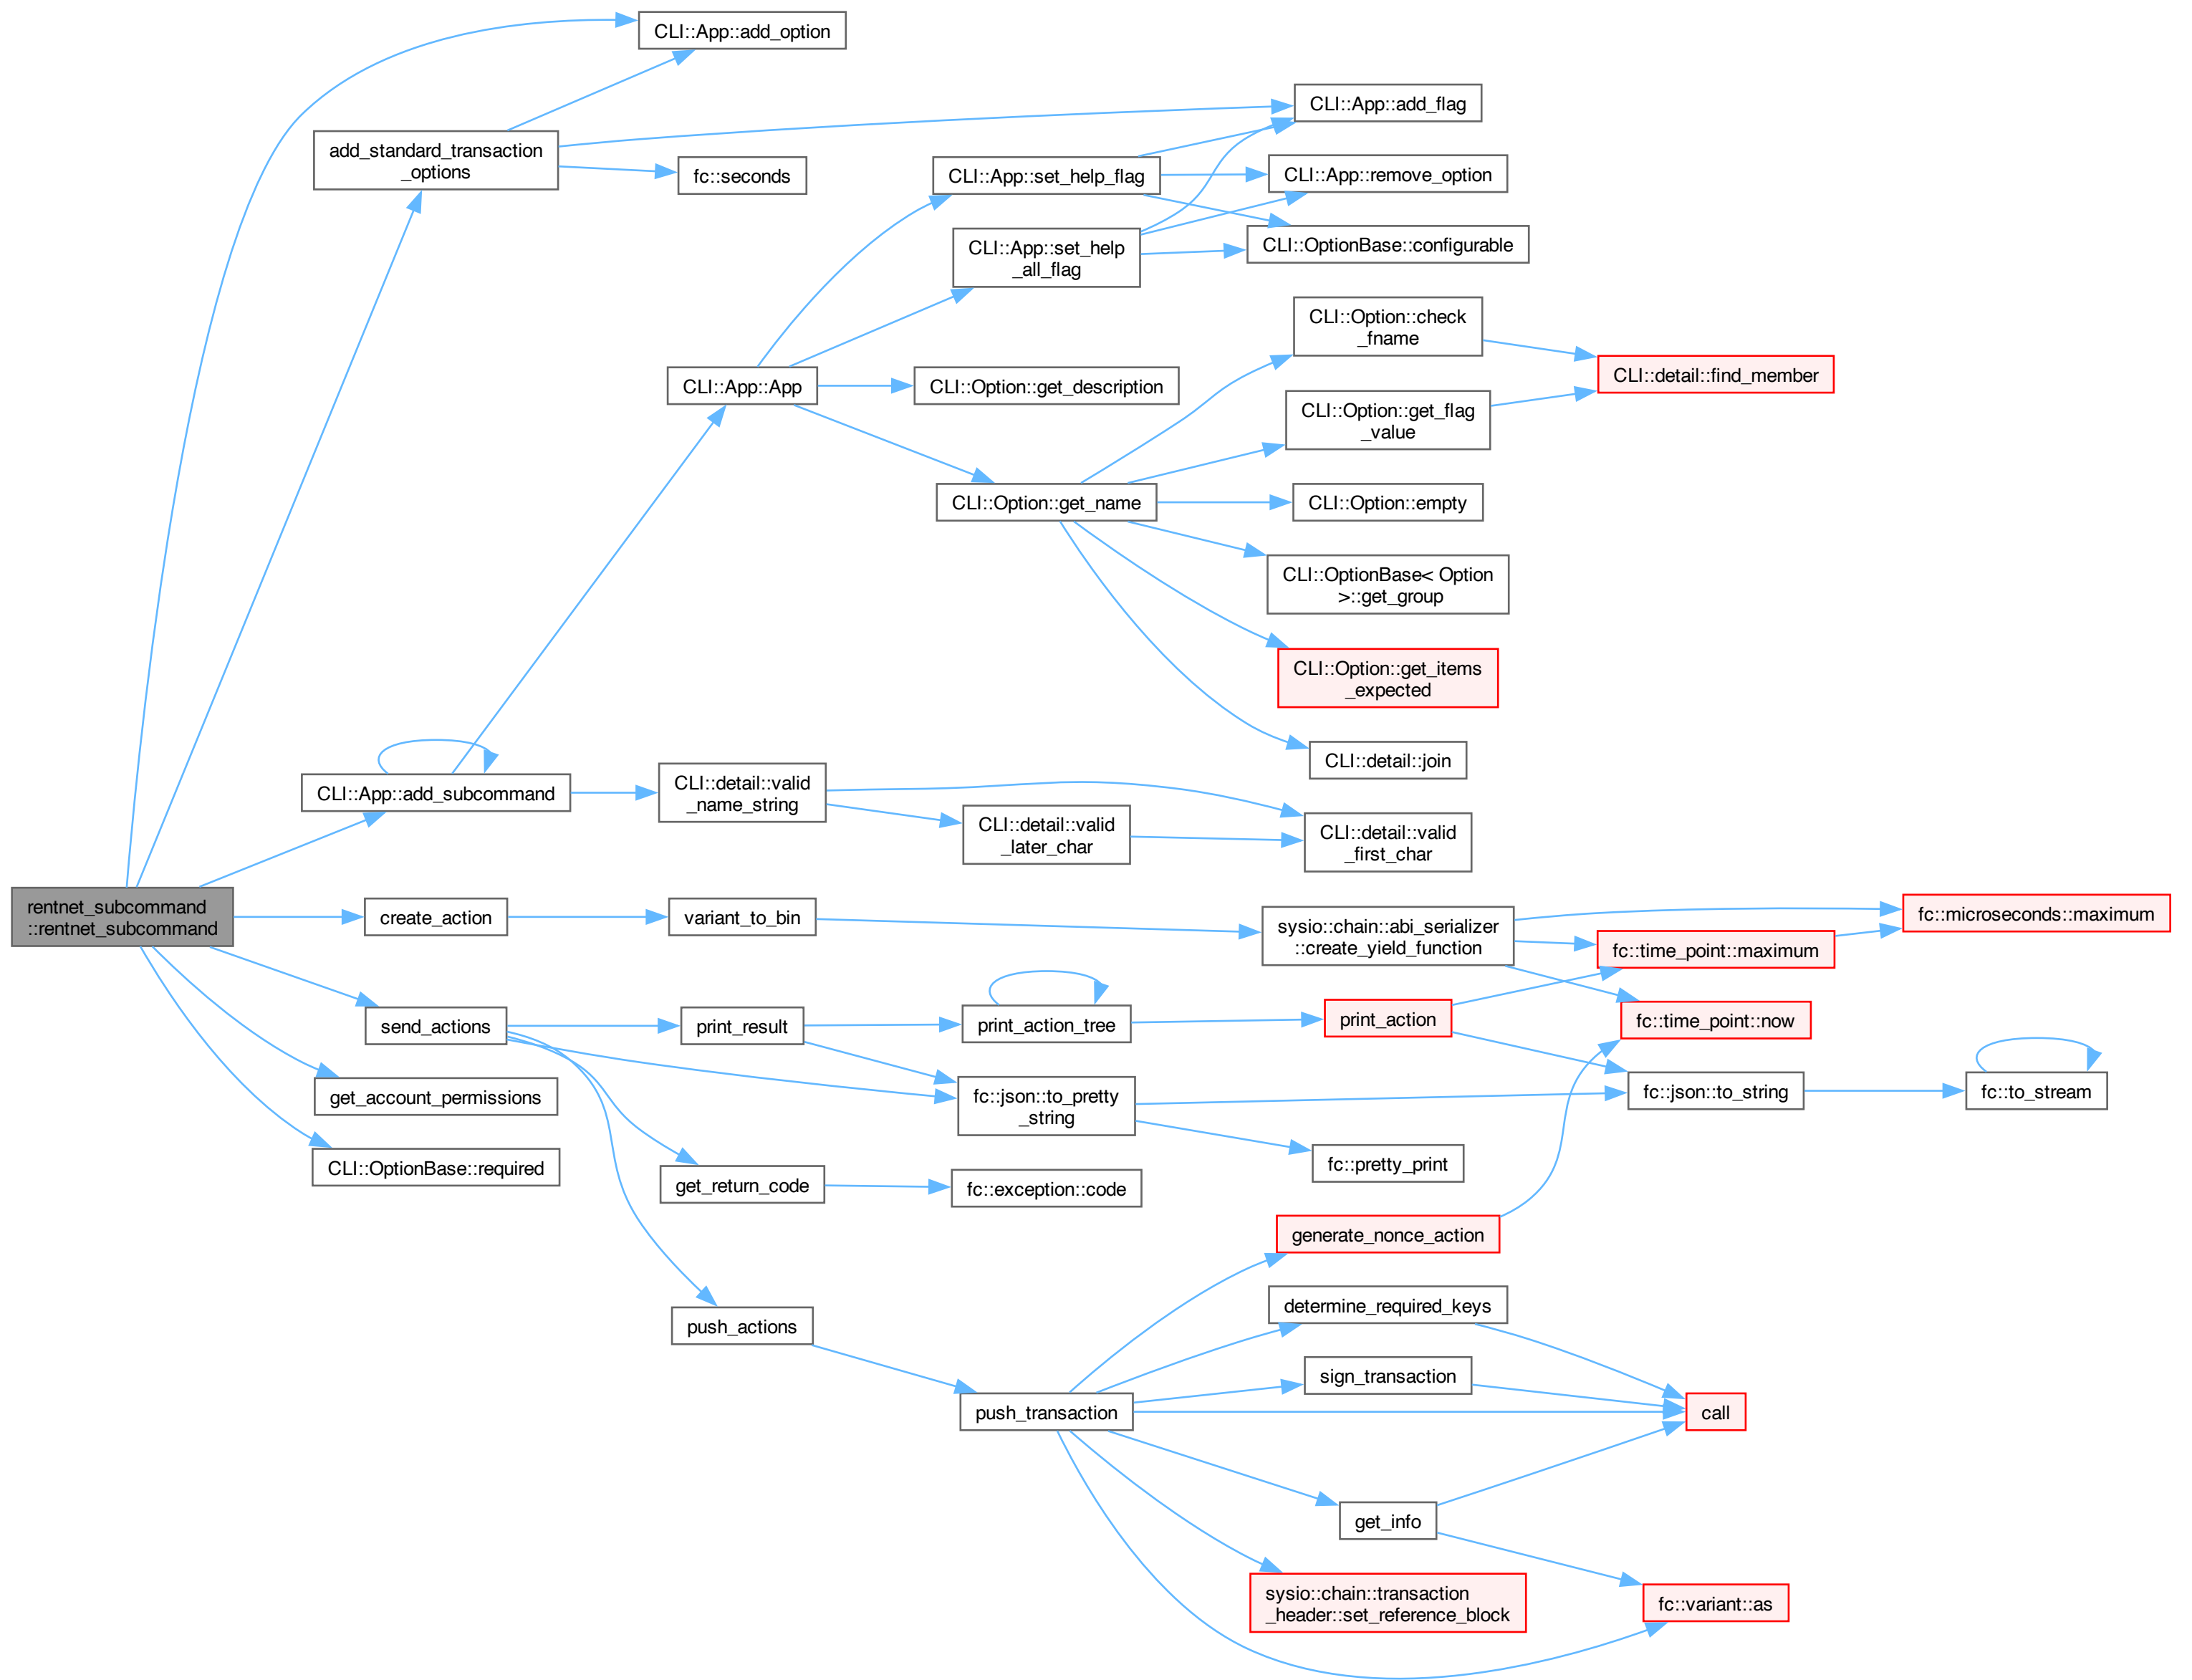 CLI::App::add_option
CLI::App::add_flag
add_standard_transaction
_options
fc::seconds
CLI::App::set_help_flag
CLI::App::remove_option
CLI::App::set_help
_all_flag
CLI::OptionBase::configurable
CLI::Option::check
_fname
CLI::App::App
CLI::Option::get_description
CLI::detail::find_member
CLI::Option::get_flag
_value
CLI::Option::get_name
CLI::Option::empty
CLI::OptionBase< Option
>::get_group
CLI::Option::get_items
_expected
CLI::detail::join
CLI::App::add_subcommand
CLI::detail::valid
_name_string
CLI::detail::valid
_later_char
CLI::detail::valid
_first_char
rentnet_subcommand
::rentnet_subcommand
create_action
variant_to_bin
sysio::chain::abi_serializer
::create_yield_function
fc::time_point::maximum
fc::microseconds::maximum
send_actions
print_result
print_action_tree
print_action
fc::time_point::now
get_account_permissions
fc::json::to_pretty
_string
fc::json::to_string
fc::to_stream
CLI::OptionBase::required
fc::pretty_print
get_return_code
fc::exception::code
generate_nonce_action
push_actions
determine_required_keys
sign_transaction
push_transaction
call
get_info
sysio::chain::transaction
_header::set_reference_block
fc::variant::as